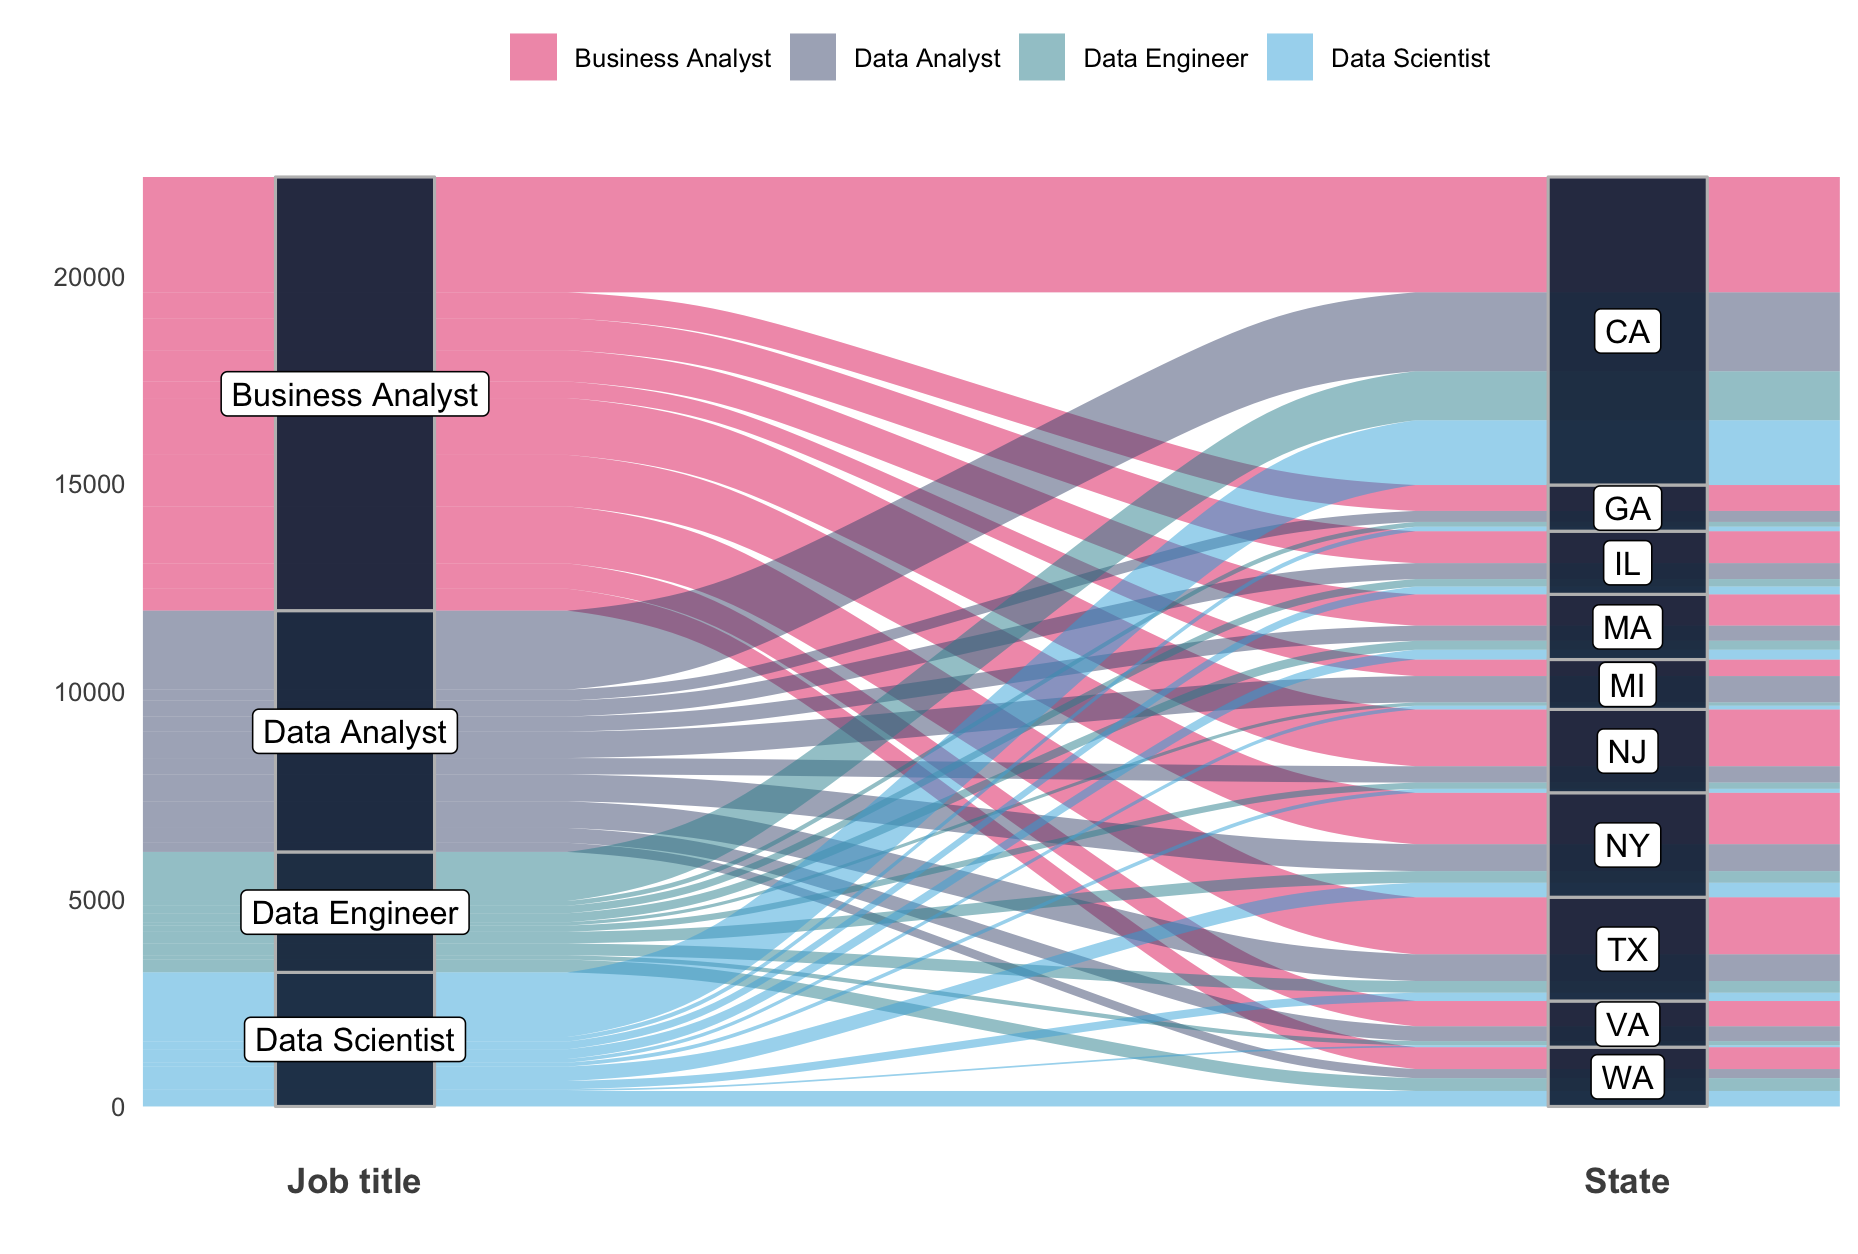 Business Analyst Data Analyst Data Engineer Data Scientist
20000
15000
10000
5000
0
Business Analyst
Data Analyst
Data Engineer
Data Scientist
CA
GA
IL
MA
MI
NJ
NY
TX
VA
WA
Job title
State